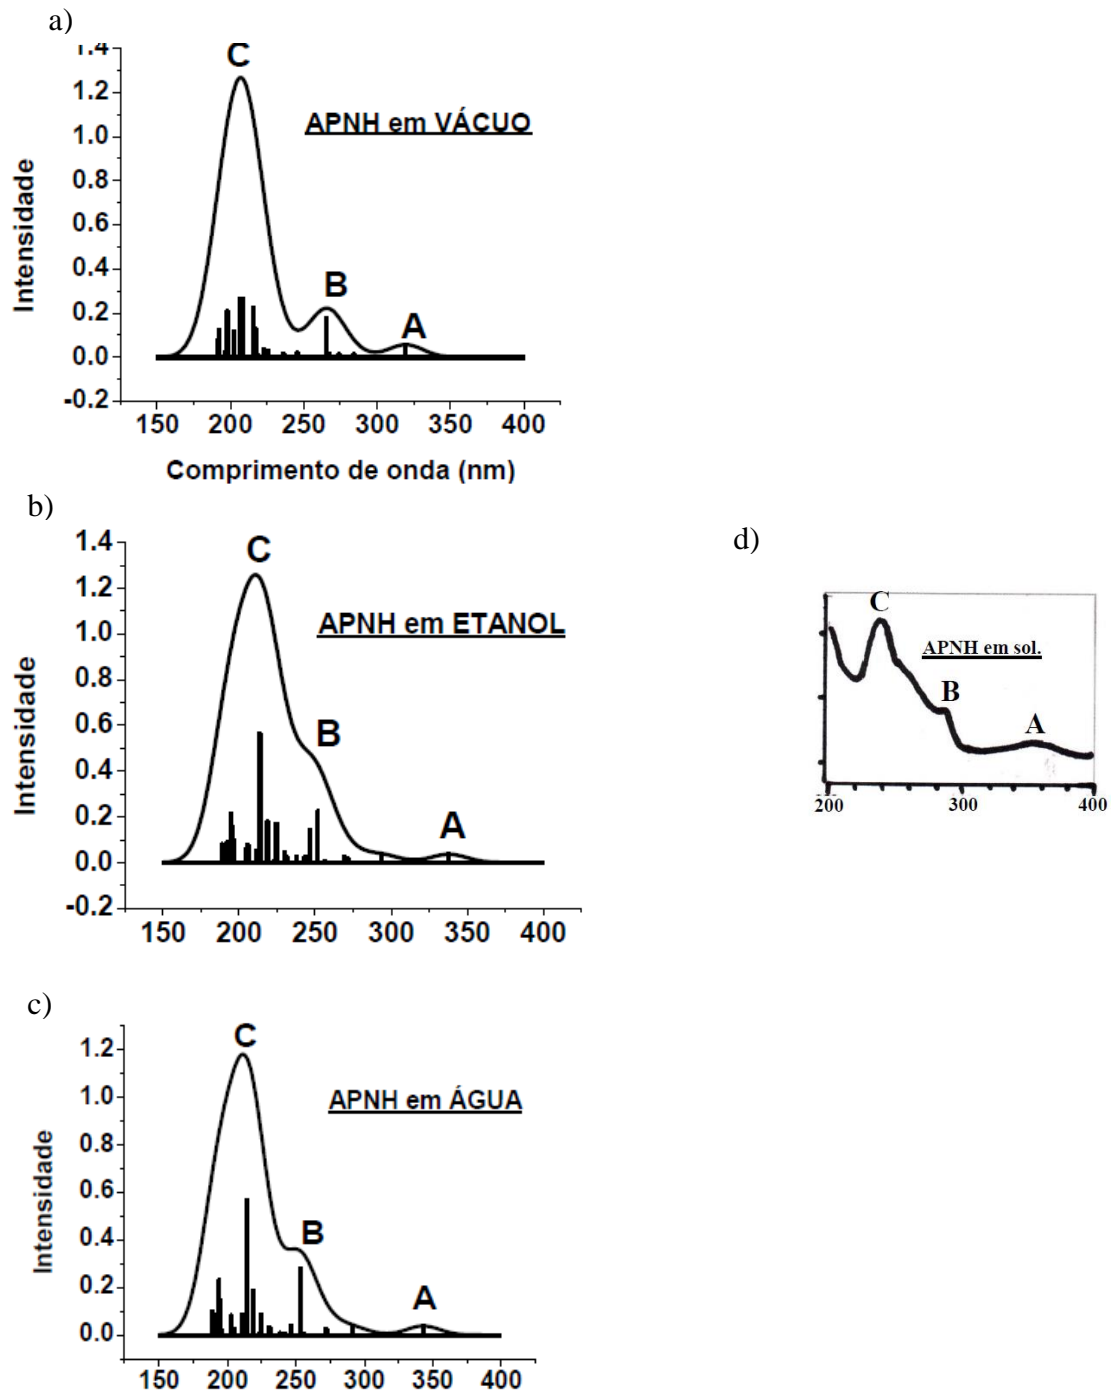 a)
1.4
C
1.2
APNH em VÁCUO
1.0
0.8
0.6
0.4
B
A
0.2
0.0
-0.2
150 200 250 300 350 400
Intensidade
Comprimento de onda (nm)
b)
1.4
C
1.2
APNH em ETANOL
1.0
0.8
B
0.6
0.4
A
0.2
0.0
-0.2
150 200 250 300 350 400
Intensidade
d)
C
APNH em sol.
B
A
200 300 400
c)
C
1.2
APNH em ÁGUA
1.0
0.8
0.6
B
0.4
A
0.2
0.0
150 200 250 300 350 400
Intensidade